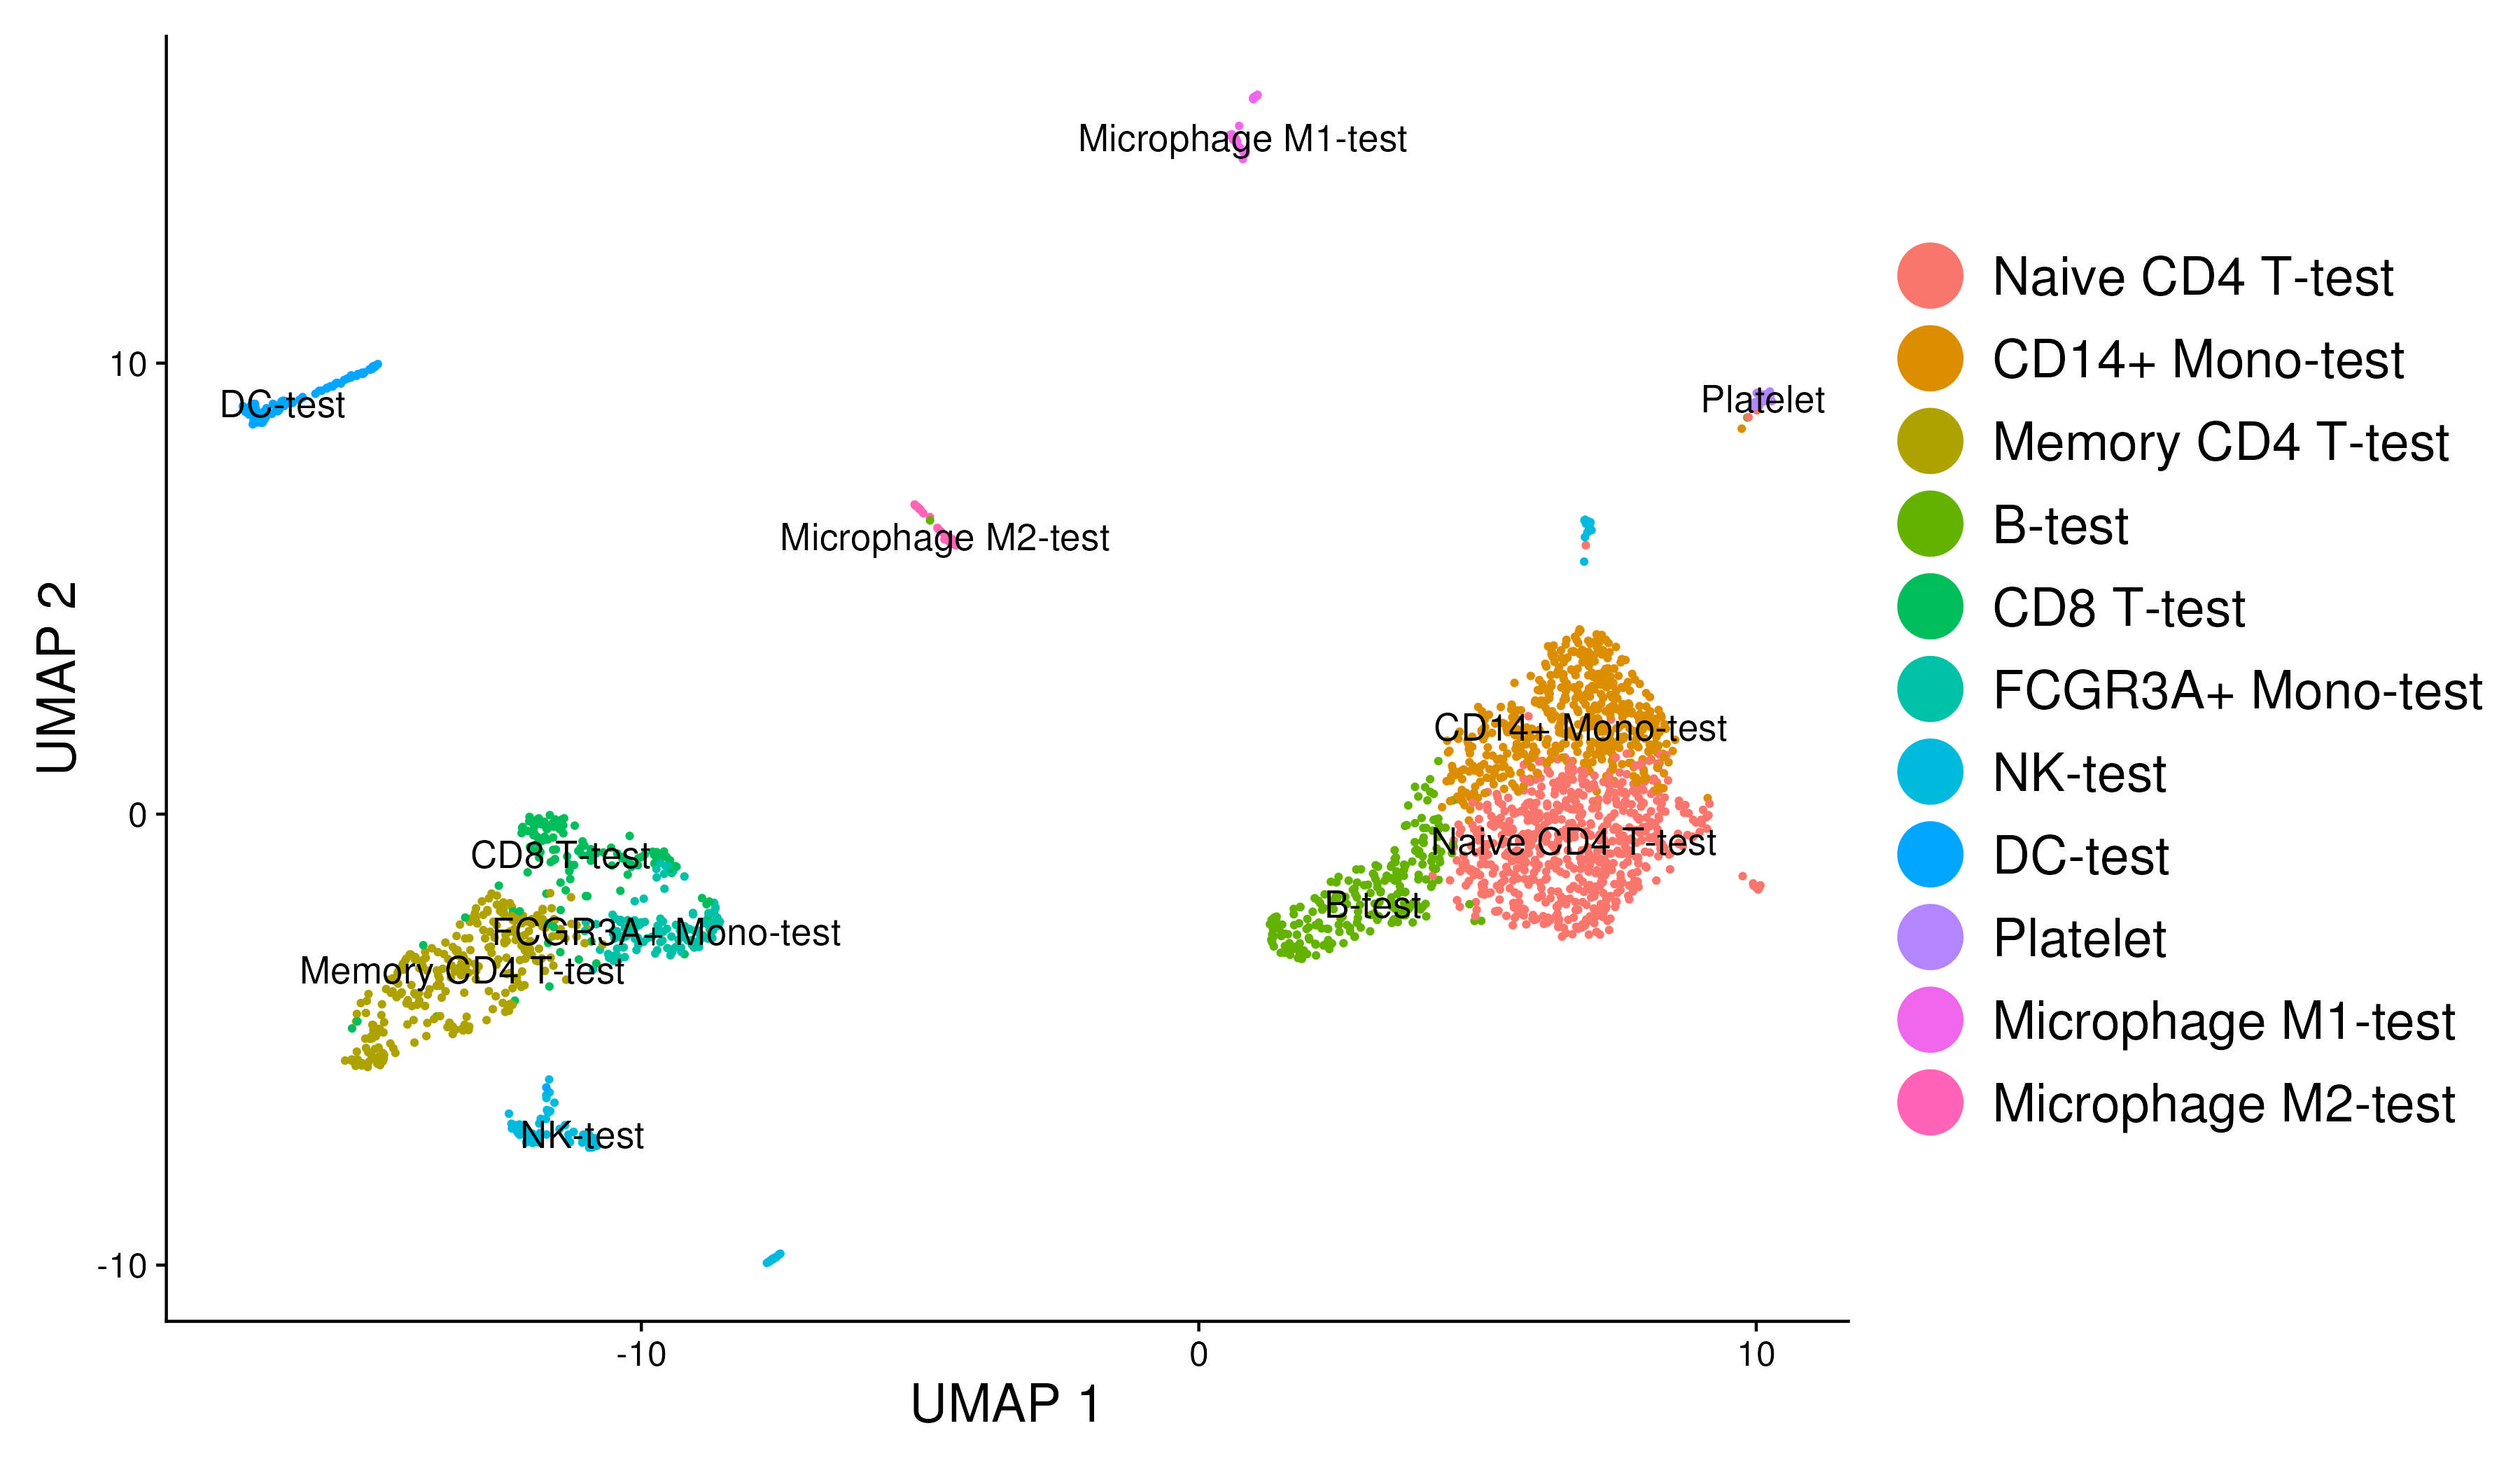 Microphage M1-test
10
DC-test
Platelet
Microphage M2-test
UMAP 2
CD14+ Mono-test
0
Naive CD4 T-test
CD8 T-test
B-test
FCGR3A+ Mono-test
Memory CD4 T-test
NK-test
-10
-10
0
10
UMAP 1
Naive CD4 T-test
CD14+ Mono-test
Memory CD4 T-test
B-test
CD8 T-test
FCGR3A+ Mono-test
NK-test
DC-test
Platelet
Microphage M1-test
Microphage M2-test